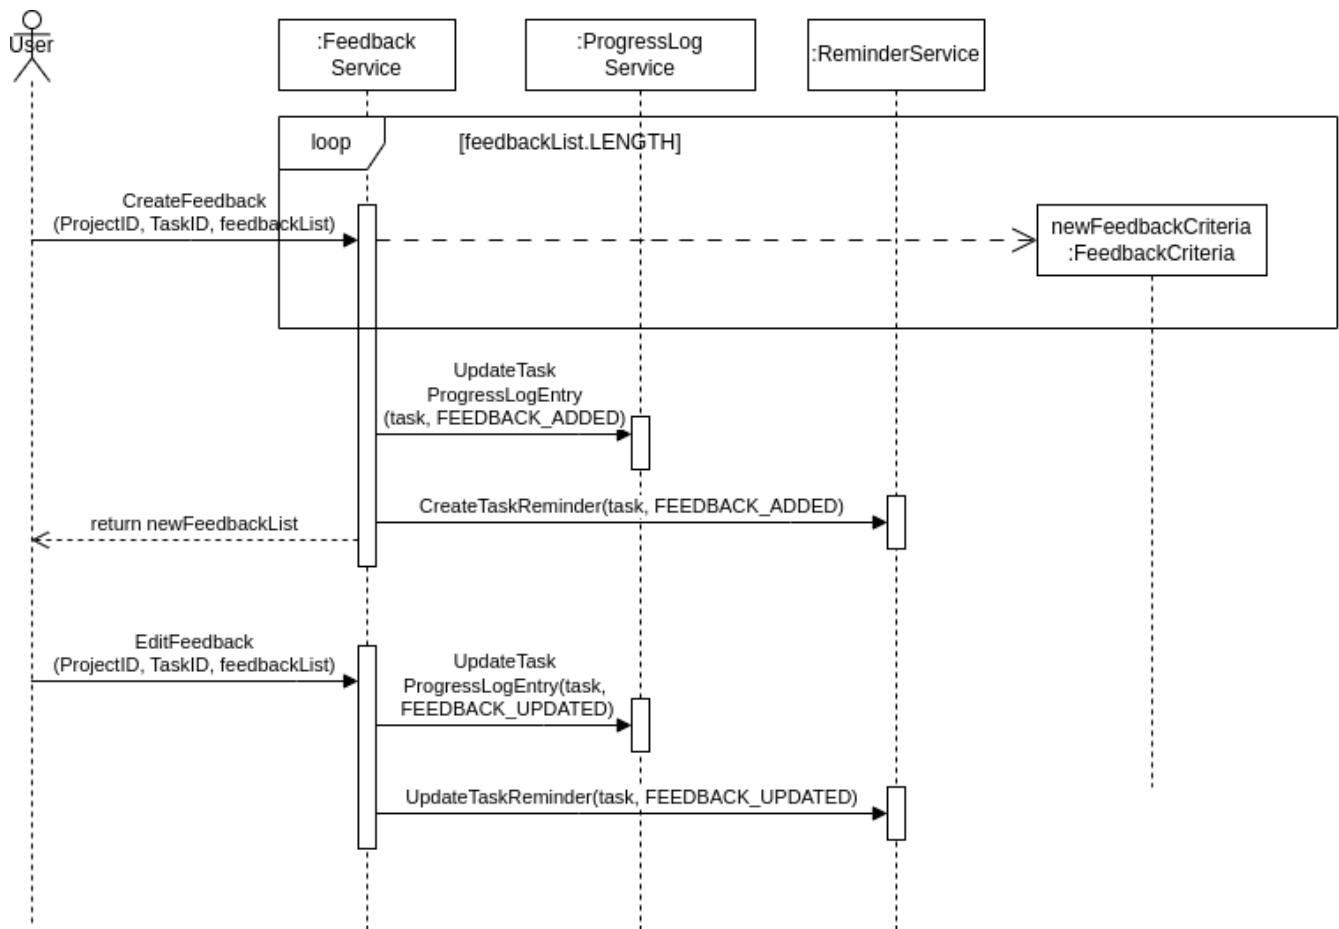 User
:Feedback
Service
:ProgressLog
Service
:ReminderService
loop
[feedbackList.LENGTH]
CreateFeedback
(ProjectID, TaskID, feedbackList)
newFeedbackCriteria
:FeedbackCriteria
UpdateTask
ProgressLogEntry
(task, FEEDBACK_ADDED)
CreateTaskReminder(task, FEEDBACK_ADDED)
return newFeedbackList
EditFeedback
(ProjectID, TaskID, feedbackList)
UpdateTask
ProgressLogEntry(task,
FEEDBACK_UPDATED)
UpdateTaskReminder(task, FEEDBACK_UPDATED)